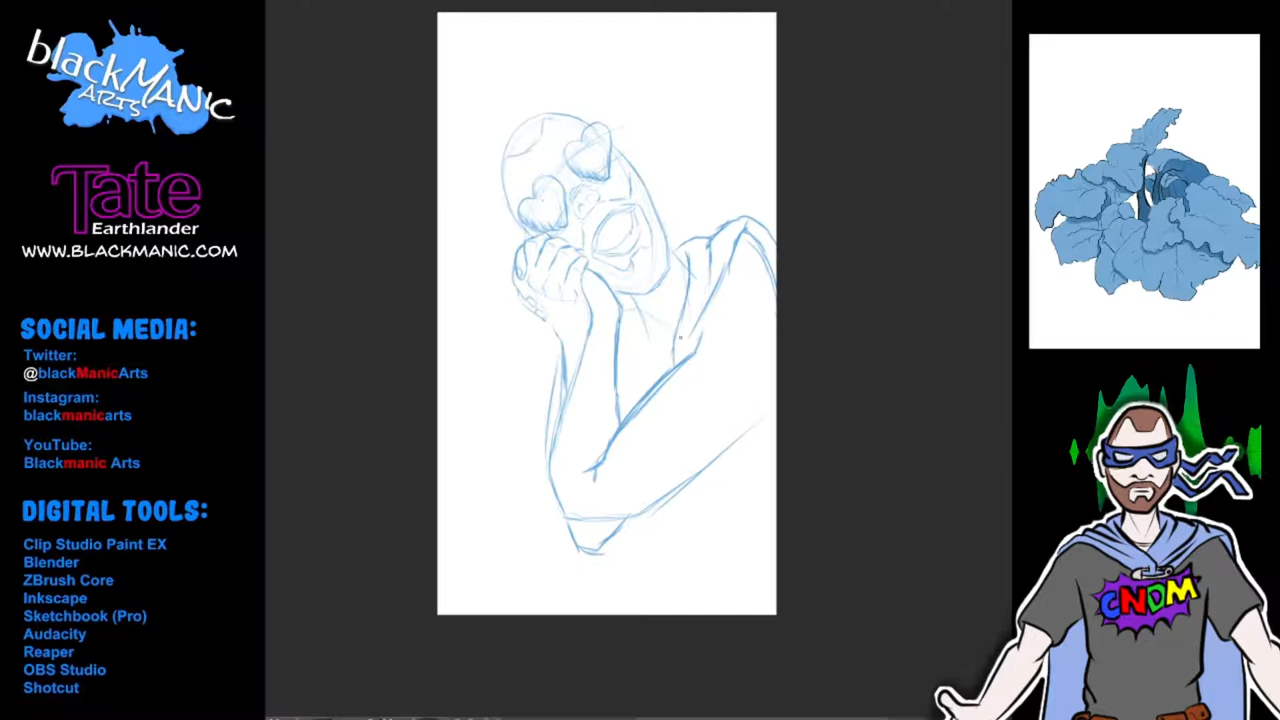 blackMANIC
ARTS
Tate
Earthlander
WWW.BLACKMANIC.COM
SOCIAL MEDIA:
Twitter:
@blackManicArts
Instagram:
blackmanicarts
YouTube:
Blackmanic Arts
DIGITAL TOOLS:
Clip Studio Paint EX
Blender
ZBrush Core
Inkscape
Sketchbook (Pro)
Audacity
Reaper
OBS Studio
Shotcut
CNDM